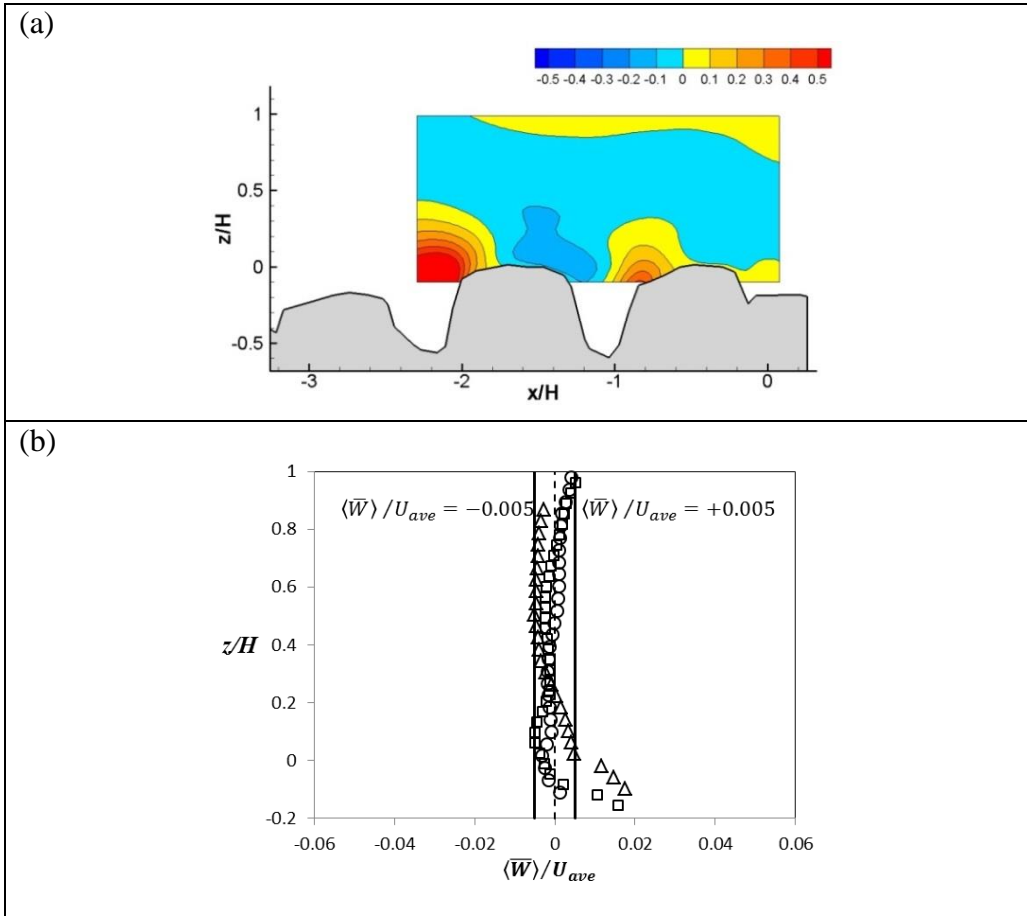 (a)
-0.5 -0.4 -0.3 -0.2 -0.1 0 0.1 0.2 0.3 0.4 0.5
1
0.5
z/H
0
-0.5
-3 -2 -1 0
x/H
(b)
1
⟨W̅⟩/U_ave = −0.005 ⟨W̅⟩/U_ave = +0.005
0.8
0.6
z/H
0.4
0.2
0
-0.2
-0.06 -0.04 -0.02 0 0.02 0.04 0.06
⟨W̅⟩/U_ave